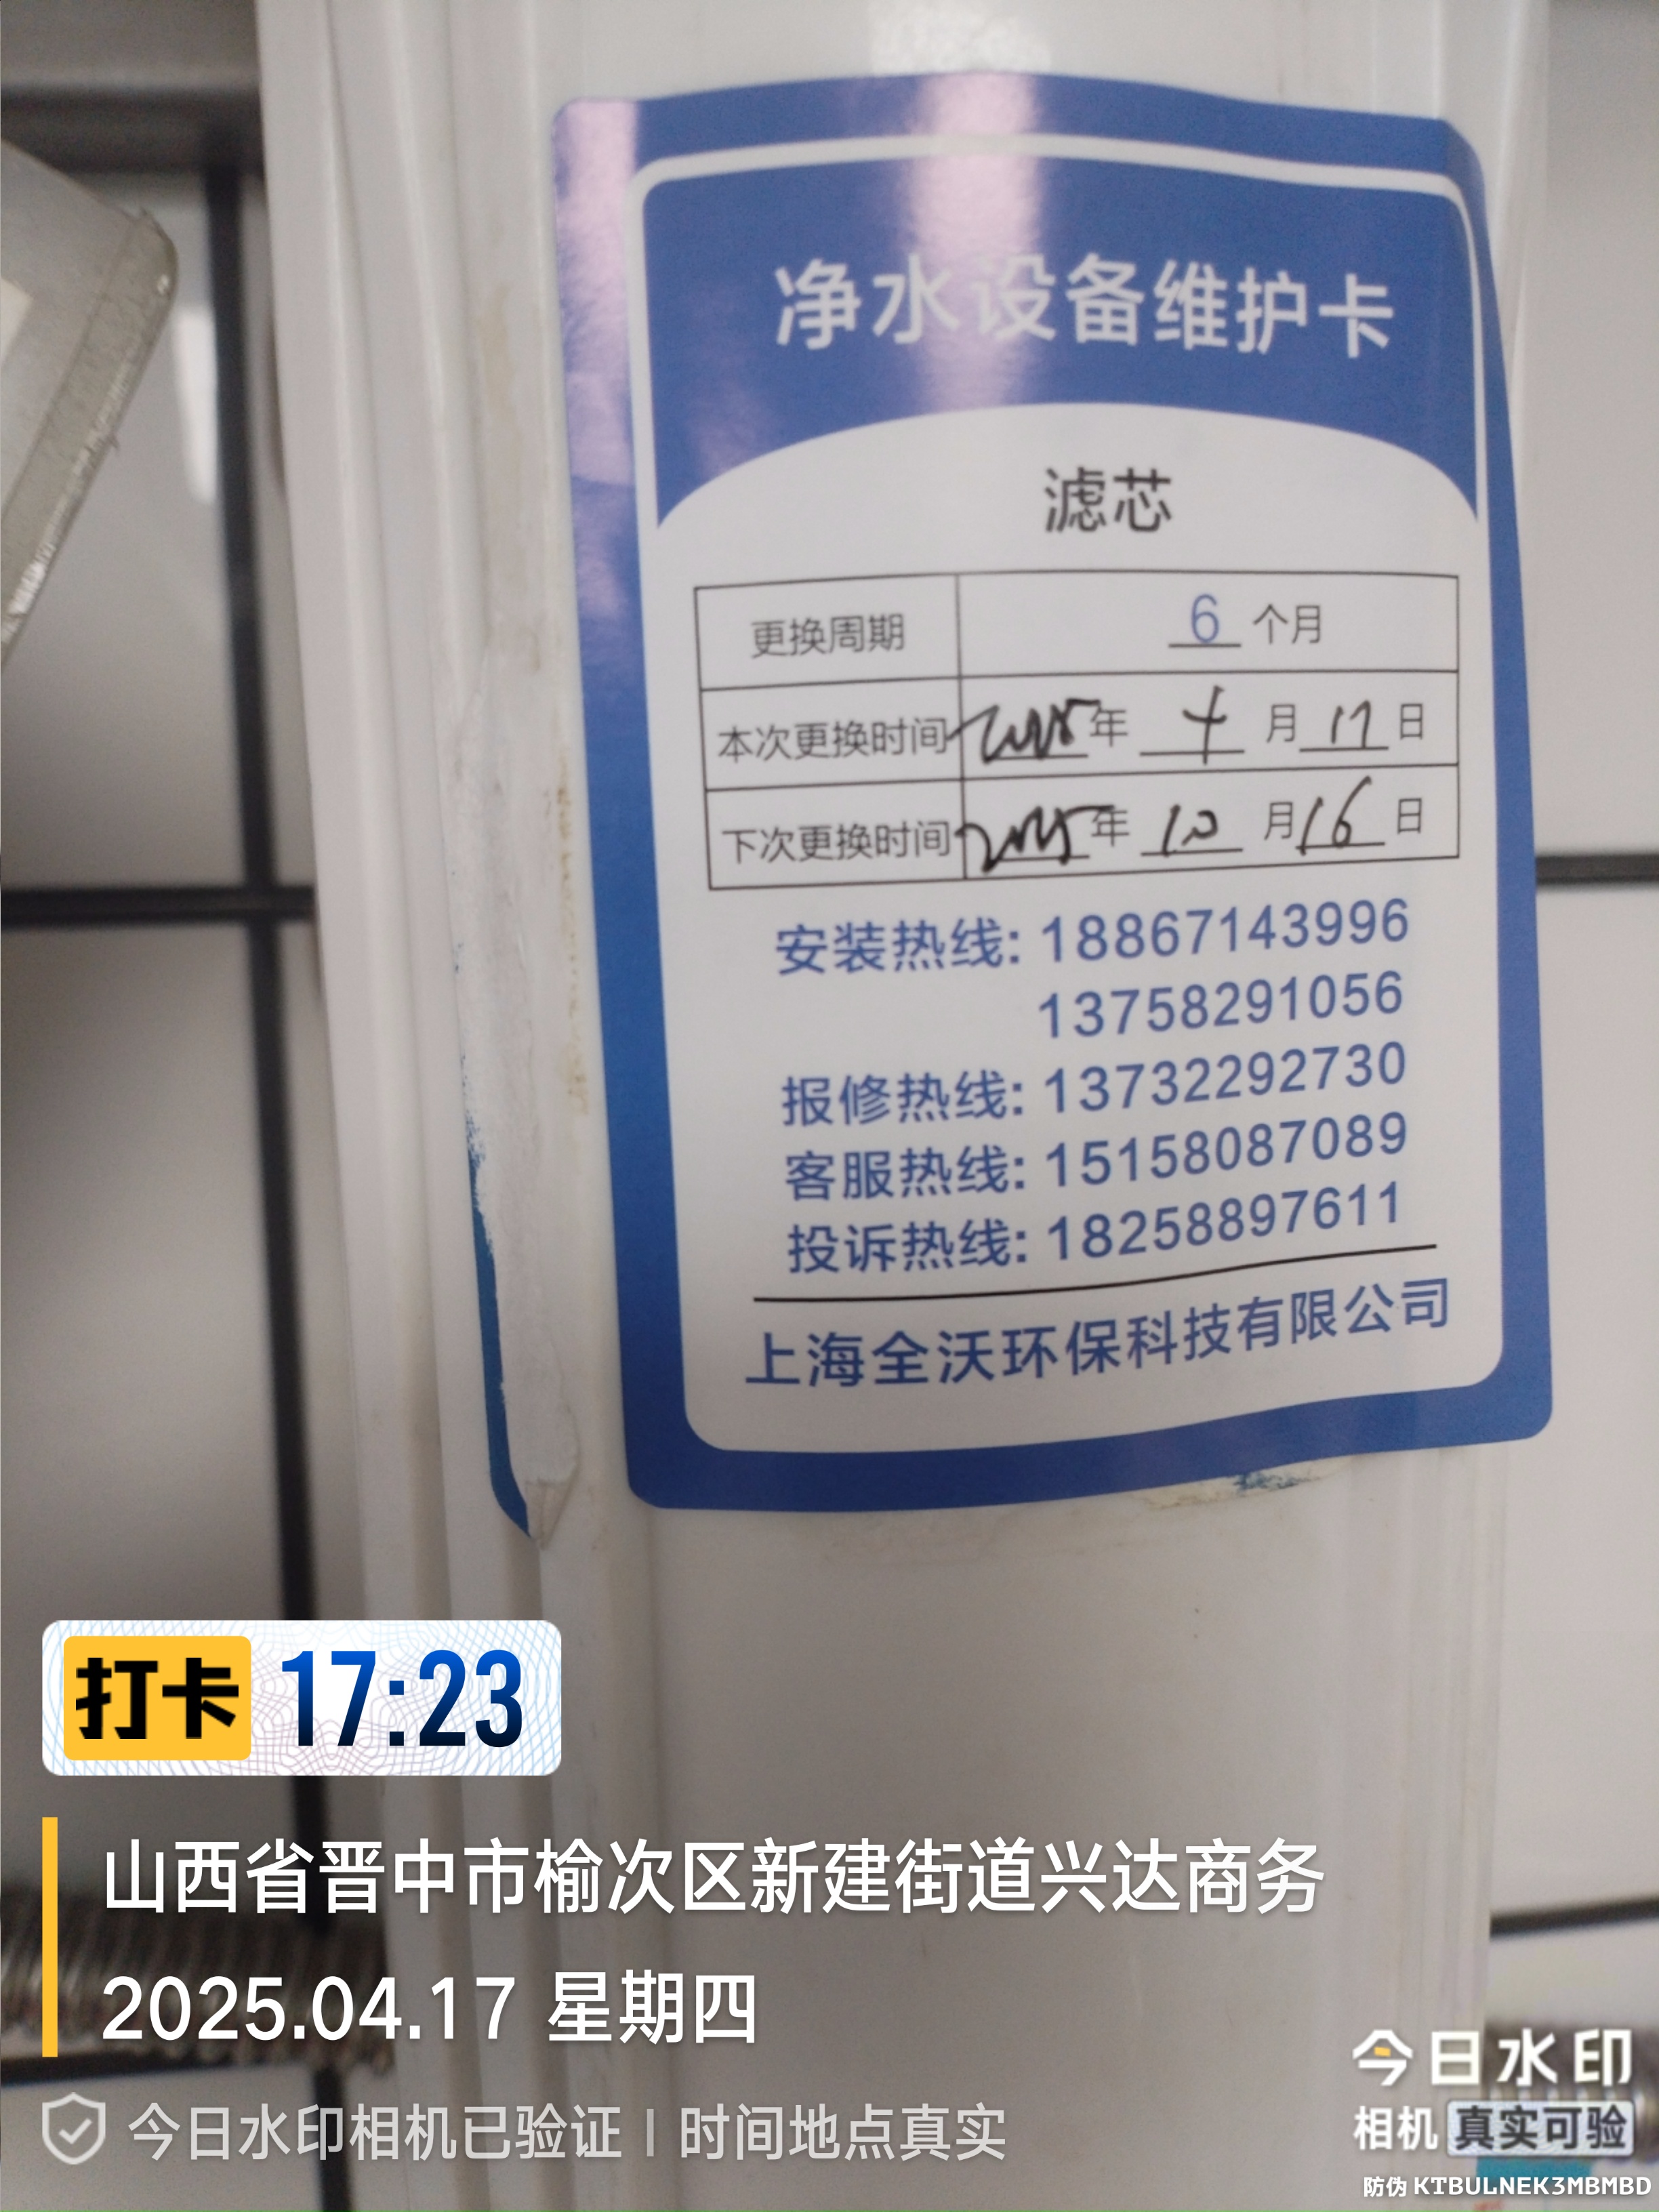 净水设备维护卡
滤芯
更换周期 6 个月
本次更换时间 2025年 4 月 17 日
下次更换时间 2025年 10 月 16 日
安装热线: 18867143996
13758291056
报修热线: 13732292730
客服热线: 15158087089
投诉热线: 18258897611
上海全沃环保科技有限公司
打卡 17:23
山西省晋中市榆次区新建街道兴达商务
2025.04.17 星期四
今日水印相机已验证 | 时间地点真实
今日水印
相机 真实可验
防伪 KTBULNEK3MBMBD